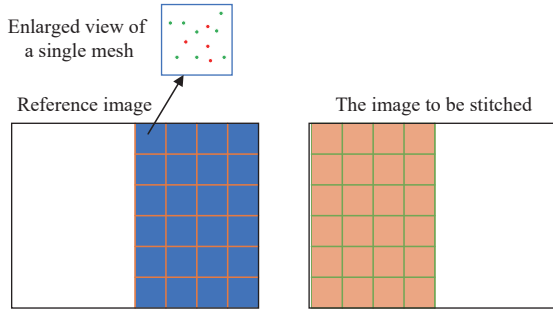 Enlarged view of
a single mesh
Reference image
The image to be stitched